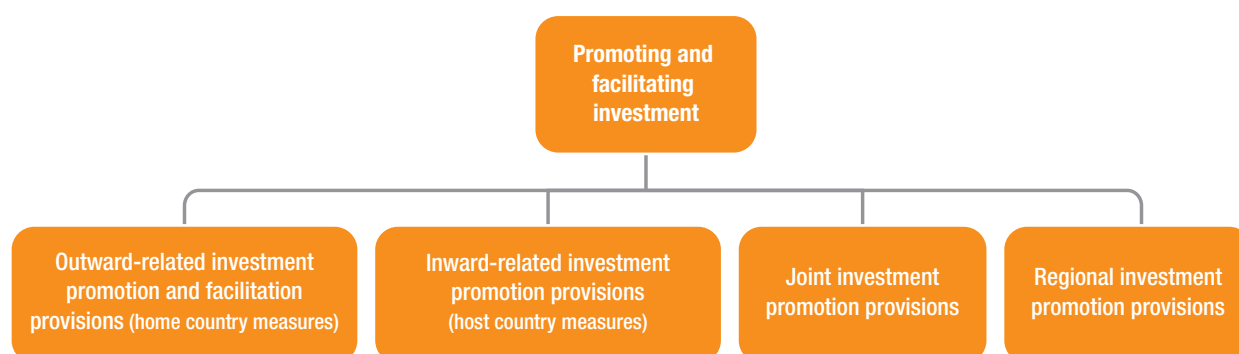 Promoting and
facilitating
investment
Outward-related investment
promotion and facilitation
provisions (home country measures)
Inward-related investment
promotion provisions
(host country measures)
Joint investment
promotion provisions
Regional investment
promotion provisions